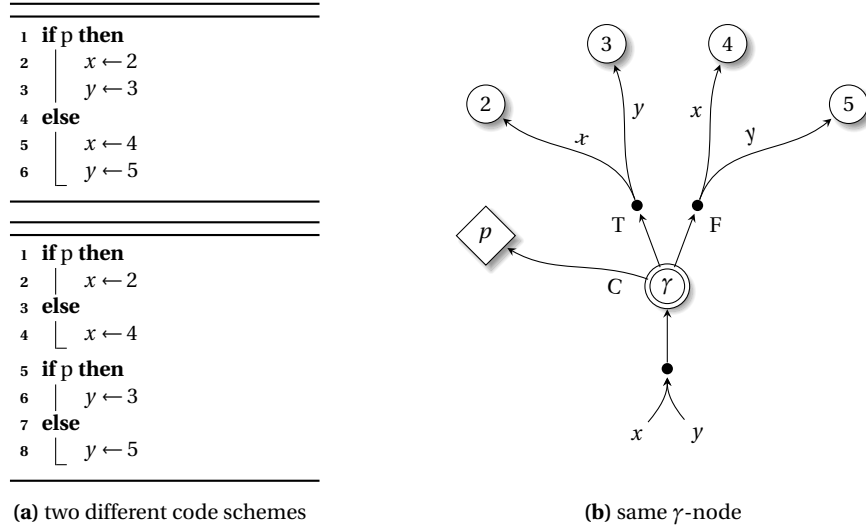 1 if p then
2 x ← 2
3 y ← 3
4 else
5 x ← 4
6 y ← 5
1 if p then
2 x ← 2
3 else
4 x ← 4
5 if p then
6 y ← 3
7 else
8 y ← 5
(a) two different code schemes
3 4
2 5
y x
x y
T F
p
C γ
x y
(b) same γ-node